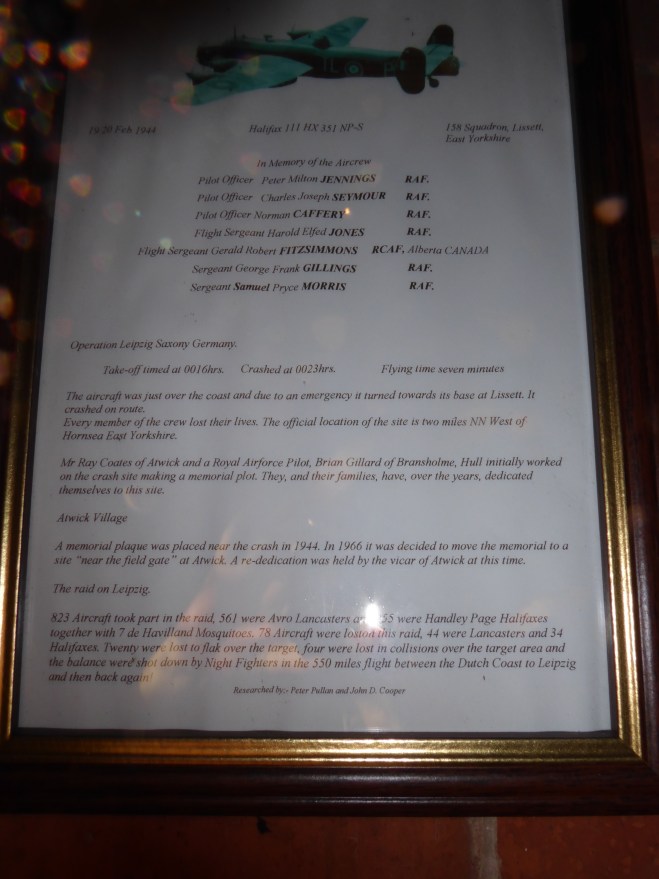 19/20 Feb 1944 Halifax 111 HX 351 NP-S 158 Squadron, Lissett,
East Yorkshire
In Memory of the Aircrew
Pilot Officer Peter Milton JENNINGS RAF.
Pilot Officer Charles Joseph SEYMOUR RAF.
Pilot Officer Norman CAFFERY RAF.
Flight Sergeant Harold Elfed JONES RAF.
Flight Sergeant Gerald Robert FITZSIMMONS RCAF, Alberta CANADA
Sergeant George Frank GILLINGS RAF.
Sergeant Samuel Pryce MORRIS RAF.
Operation Leipzig Saxony Germany.
Take-off timed at 0016hrs. Crashed at 0023hrs. Flying time seven minutes
The aircraft was just over the coast and due to an emergency it turned towards its base at Lissett. It
crashed on route.
Every member of the crew lost their lives. The official location of the site is two miles NN West of
Hornsea East Yorkshire.
Mr Ray Coates of Atwick and a Royal Airforce Pilot, Brian Gillard of Bransholme, Hull initially worked
on the crash site making a memorial plot. They, and their families, have, over the years, dedicated
themselves to this site.
Atwick Village
A memorial plaque was placed near the crash in 1944. In 1966 it was decided to move the memorial to a
site "near the field gate" at Atwick. A re-dedication was held by the vicar of Atwick at this time.
The raid on Leipzig.
823 Aircraft took part in the raid, 561 were Avro Lancasters 55 were Handley Page Halifaxes
together with 7 de Havilland Mosquitoes. 78 Aircraft were lost on this raid, 44 were Lancasters and 34
Halifaxes. Twenty were lost to flak over the target, four were lost in collisions over the target area and
the balance were shot down by Night Fighters in the 550 miles flight between the Dutch Coast to Leipzig
and then back again!
Researched by:- Peter Pullan and John D. Cooper